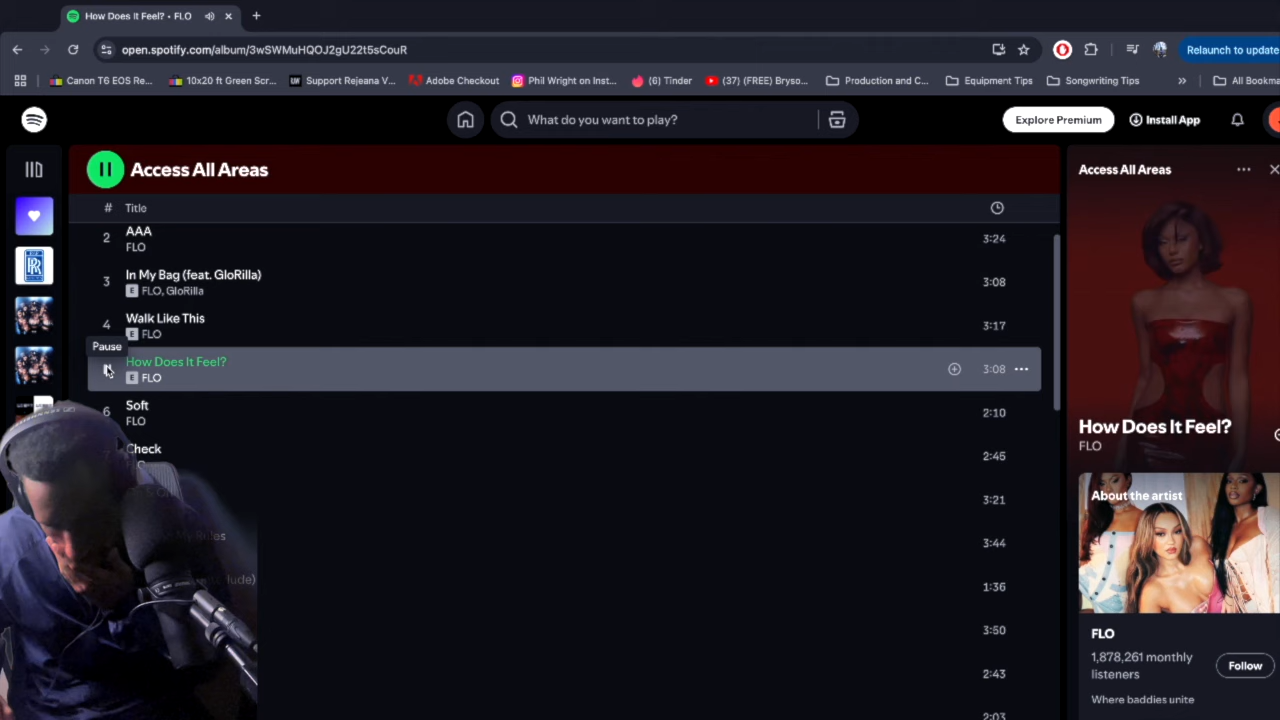 How Does It Feel? • FLO
open.spotify.com/album/3wSWMuHQOJ2gU22t5sCouR
Relaunch to update
Canon T6 EOS Re...
10x20 ft Green Scr...
Support Rejeana V...
Adobe Checkout
Phil Wright on Inst...
(6) Tinder
(37) (FREE) Bryso...
Production and C...
Equipment Tips
Songwriting Tips
»
All Bookma
What do you want to play?
Explore Premium
Install App
Access All Areas
# Title
2 AAA 3:24
FLO
3 In My Bag (feat. GloRilla) 3:08
E FLO, GloRilla
4 Walk Like This 3:17
E FLO
Pause
How Does It Feel? 3:08
E FLO
6 Soft 2:10
FLO
Check 2:45
3:21
3:44
1:36
3:50
2:43
2:03
Access All Areas
How Does It Feel?
FLO
About the artist
FLO
1,878,261 monthly
listeners
Follow
Where baddies unite